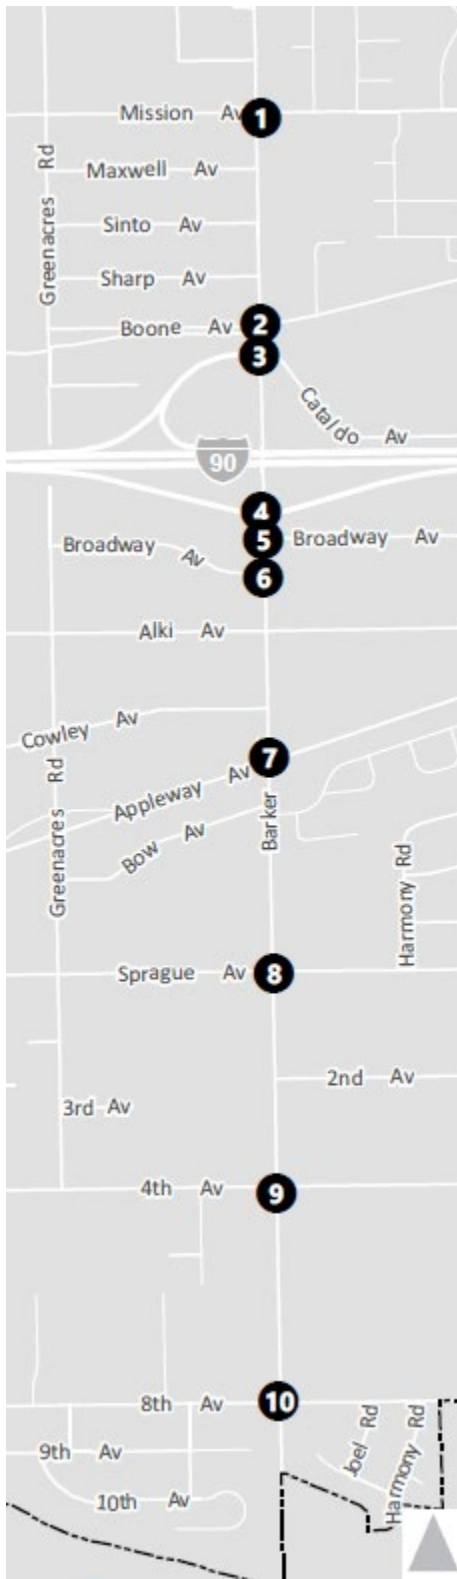 Mission Av
1
Maxwell Av
Greenacres Rd
Sinto Av
Sharp Av
Boone Av
2
3
Cataldo Av
90
4
Broadway Av
5
Broadway Av
6
Alki Av
Cowley Av
7
Appleway Av
Greenacres Rd
Bow Av
Barker
Harmony Rd
Sprague Av
8
2nd Av
3rd Av
4th Av
9
8th Av
10
Joel Rd
Harmony Rd
9th Av
10th Av